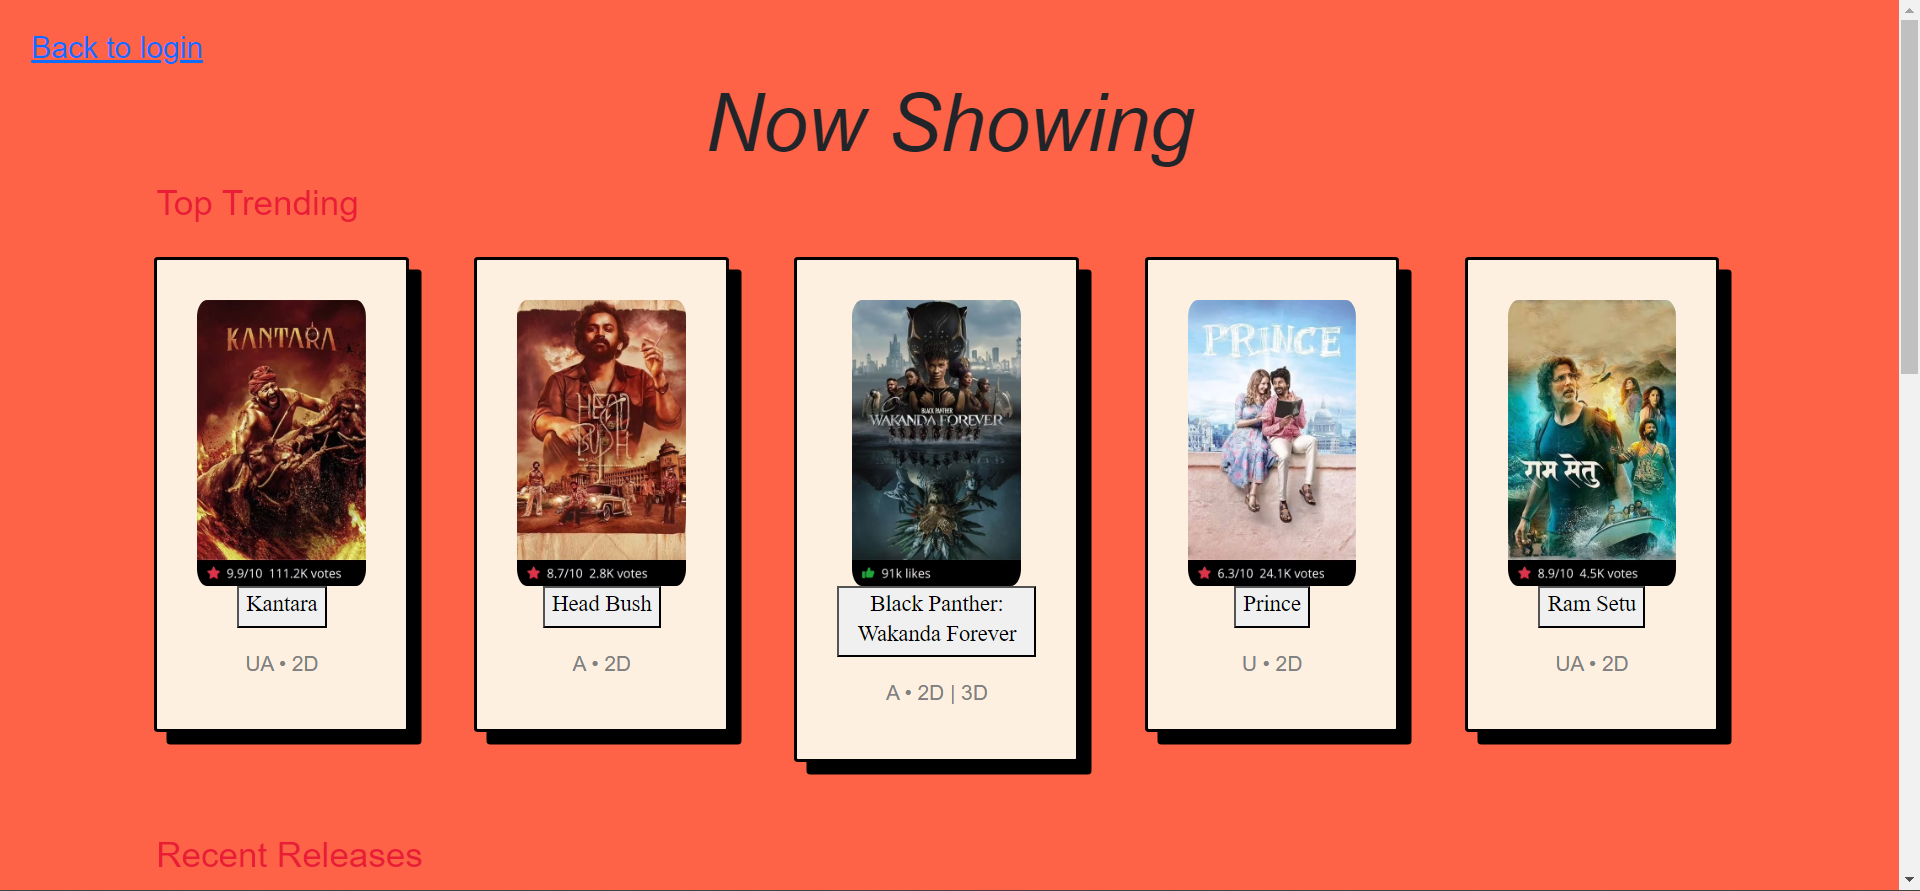 Back to login
Now Showing
Top Trending
KANTARA
9.9/10 111.2K votes
Kantara
UA • 2D
HEAD
BUSH
8.7/10 2.8K votes
Head Bush
A • 2D
BLACK PANTHER
WAKANDA FOREVER
91k likes
Black Panther:
Wakanda Forever
A • 2D | 3D
PRINCE
6.3/10 24.1K votes
Prince
U • 2D
राम सेतु
8.9/10 4.5K votes
Ram Setu
UA • 2D
Recent Releases